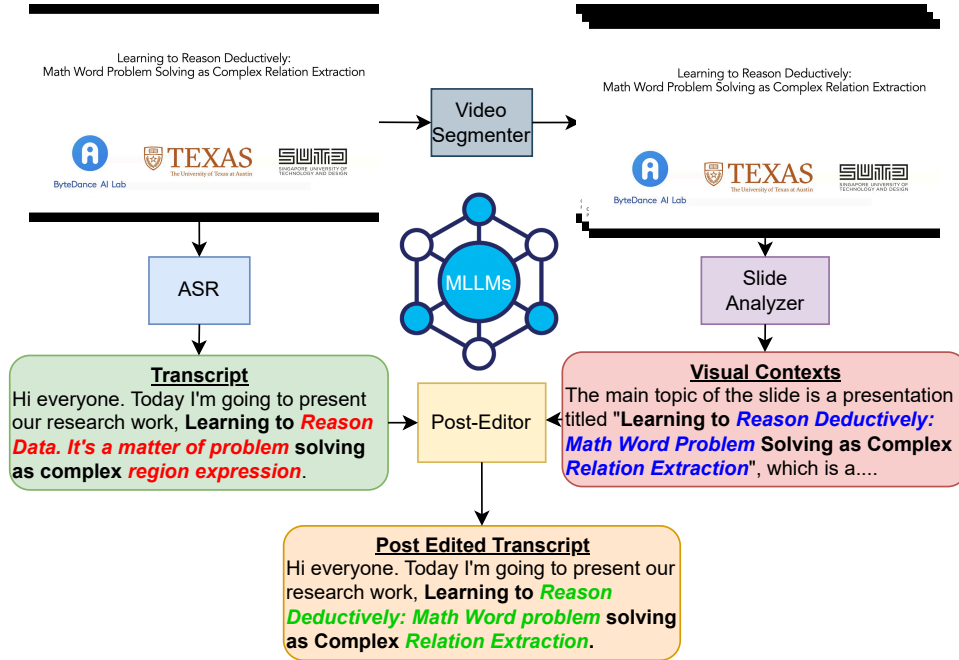 Learning to Reason Deductively:
Math Word Problem Solving as Complex Relation Extraction
ByteDance AI Lab
TEXAS
The University of Texas at Austin
SUTD
SINGAPORE UNIVERSITY OF
TECHNOLOGY AND DESIGN
Video
Segmenter
Learning to Reason Deductively:
Math Word Problem Solving as Complex Relation Extraction
ByteDance AI Lab
TEXAS
The University of Texas at Austin
SUTD
SINGAPORE UNIVERSITY OF
TECHNOLOGY AND DESIGN
ASR
MLLMs
Slide
Analyzer
Transcript
Hi everyone. Today I'm going to present
our research work, Learning to Reason
Data. It's a matter of problem solving
as complex region expression.
Post-Editor
Visual Contexts
The main topic of the slide is a presentation
titled "Learning to Reason Deductively:
Math Word Problem Solving as Complex
Relation Extraction", which is a....
Post Edited Transcript
Hi everyone. Today I'm going to present our
research work, Learning to Reason
Deductively: Math Word problem solving
as Complex Relation Extraction.